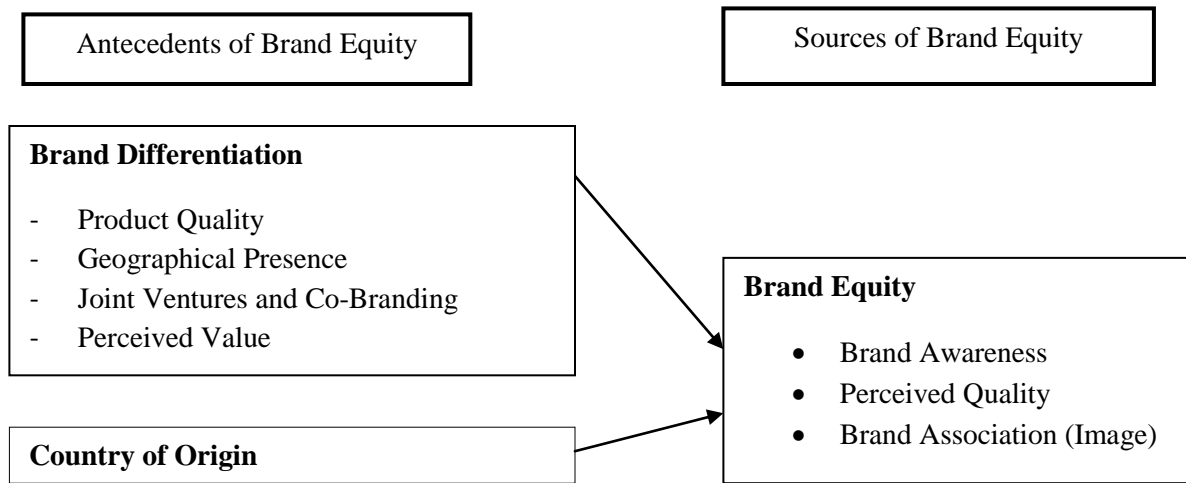 Antecedents of Brand Equity
Sources of Brand Equity
Brand Differentiation
- Product Quality
- Geographical Presence
- Joint Ventures and Co-Branding
- Perceived Value
Country of Origin
Brand Equity
• Brand Awareness
• Perceived Quality
• Brand Association (Image)